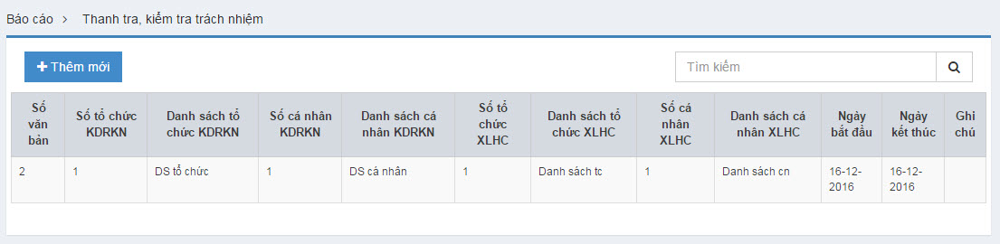 Báo cáo > Thanh tra, kiểm tra trách nhiệm
Thêm mới
Tìm kiếm
Số văn bản
Số tổ chức KDRKN
Danh sách tổ chức KDRKN
Số cá nhân KDRKN
Danh sách cá nhân KDRKN
Số tổ chức XLHC
Danh sách tổ chức XLHC
Số cá nhân XLHC
Danh sách cá nhân XLHC
Ngày bắt đầu
Ngày kết thúc
Ghi chú
2
1
DS tổ chức
1
DS cá nhân
1
Danh sách tc
1
Danh sách cn
16-12-2016
16-12-2016